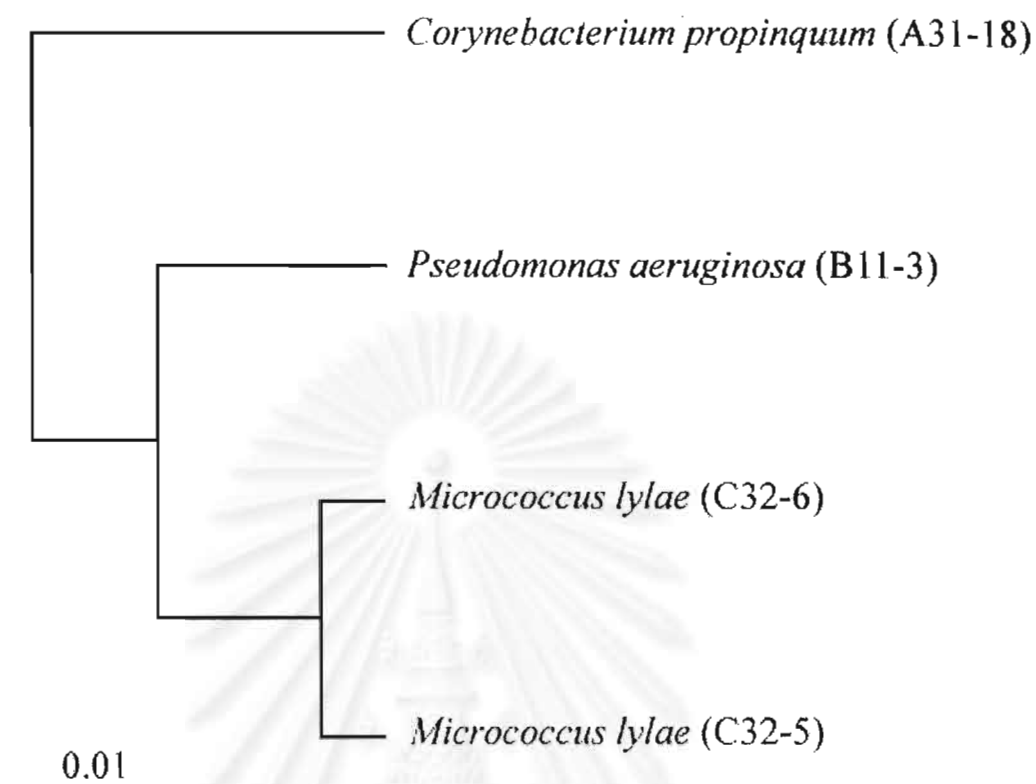 Corynebacterium propinquum (A31-18)
Pseudomonas aeruginosa (B11-3)
Micrococcus lylae (C32-6)
Micrococcus lylae (C32-5)
0.01